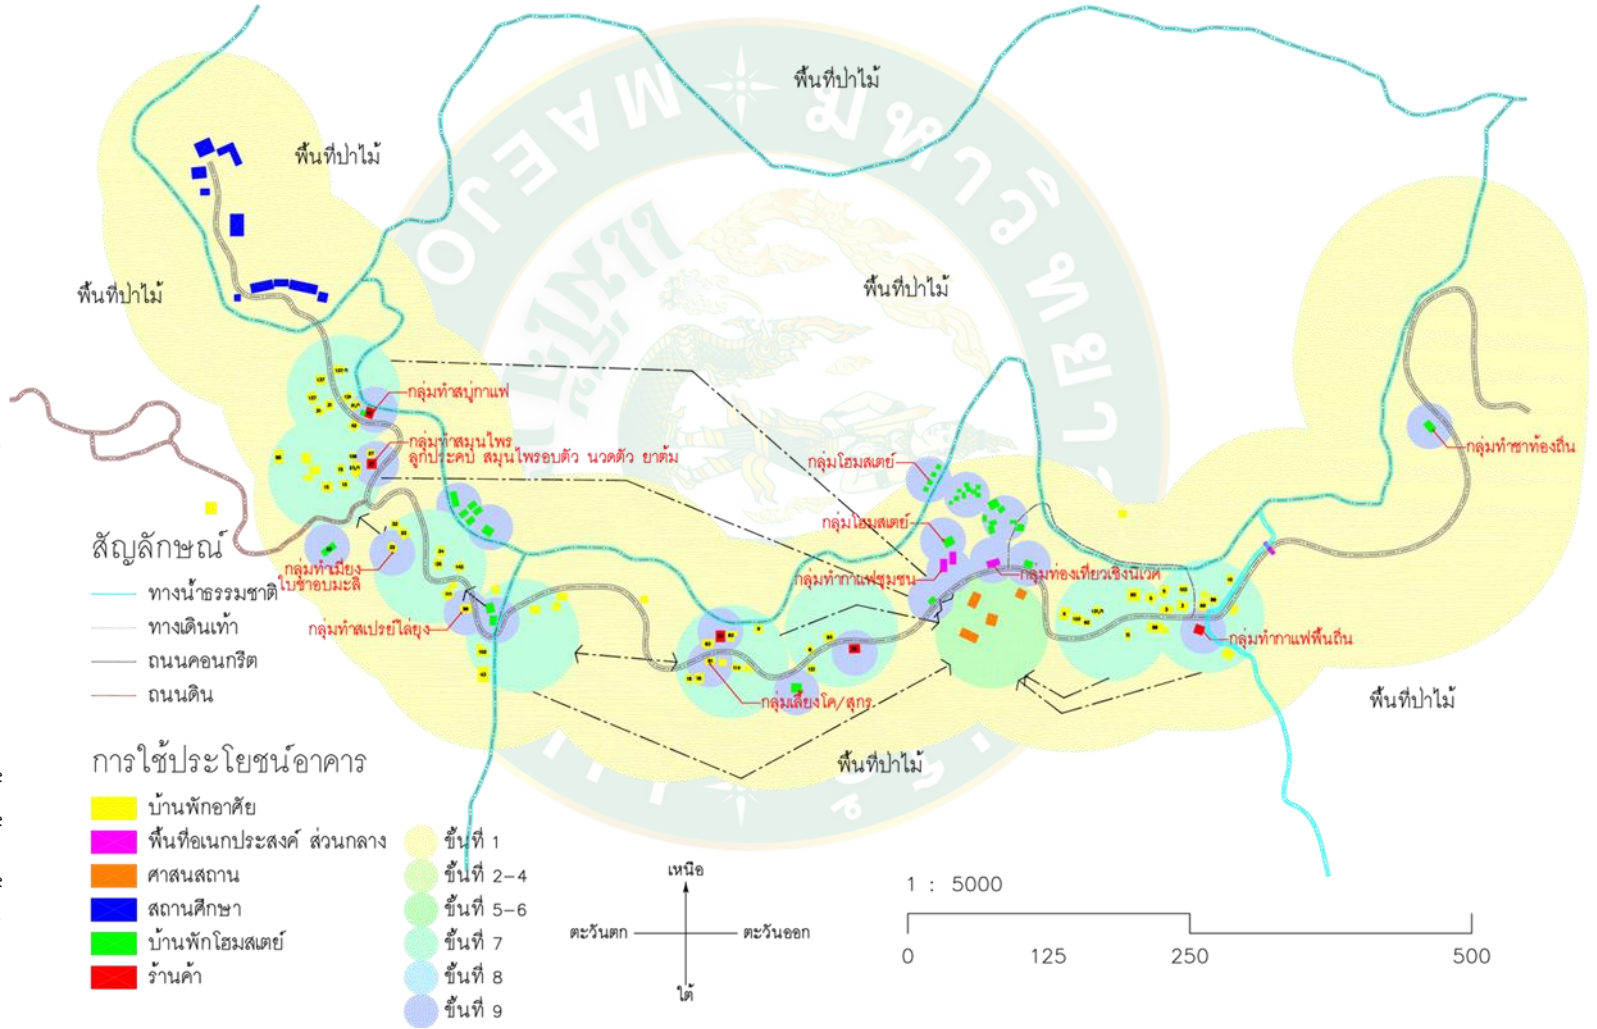 พื้นที่ป่าไม้
พื้นที่ป่าไม้
พื้นที่ป่าไม้
พื้นที่ป่าไม้
MAEJO
มหาวิทยา
กลุ่มทำสบู่กาแฟ
กลุ่มทำสมุนไพร
ลูกประคบ สมุนไพรอบตัว นวดตัว ยาต้ม
กลุ่มโฮมสเตย์
กลุ่มทำชาท้องถิ่น
กลุ่มโฮมสเตย์
กลุ่มทำเมี่ยง
ใบชาอบมะลิ
กลุ่มทำกาแฟชุมชน
กลุ่มท่องเที่ยวเชิงนิเวศ
กลุ่มทำสเปรย์ไล่ยุง
กลุ่มทำกาแฟพื้นถิ่น
กลุ่มเลี้ยงโค/สุกร
พื้นที่ป่าไม้
พื้นที่ป่าไม้
สัญลักษณ์
ทางน้ำธรรมชาติ
ทางเดินเท้า
ถนนคอนกรีต
ถนนดิน
การใช้ประโยชน์อาคาร
บ้านพักอาศัย
พื้นที่อเนกประสงค์ ส่วนกลาง
ศาสนสถาน
สถานศึกษา
บ้านพักโฮมสเตย์
ร้านค้า
ขั้นที่ 1
ขั้นที่ 2-4
ขั้นที่ 5-6
ขั้นที่ 7
ขั้นที่ 8
ขั้นที่ 9
เหนือ
ตะวันตก
ตะวันออก
ใต้
1 : 5000
0 125 250 500